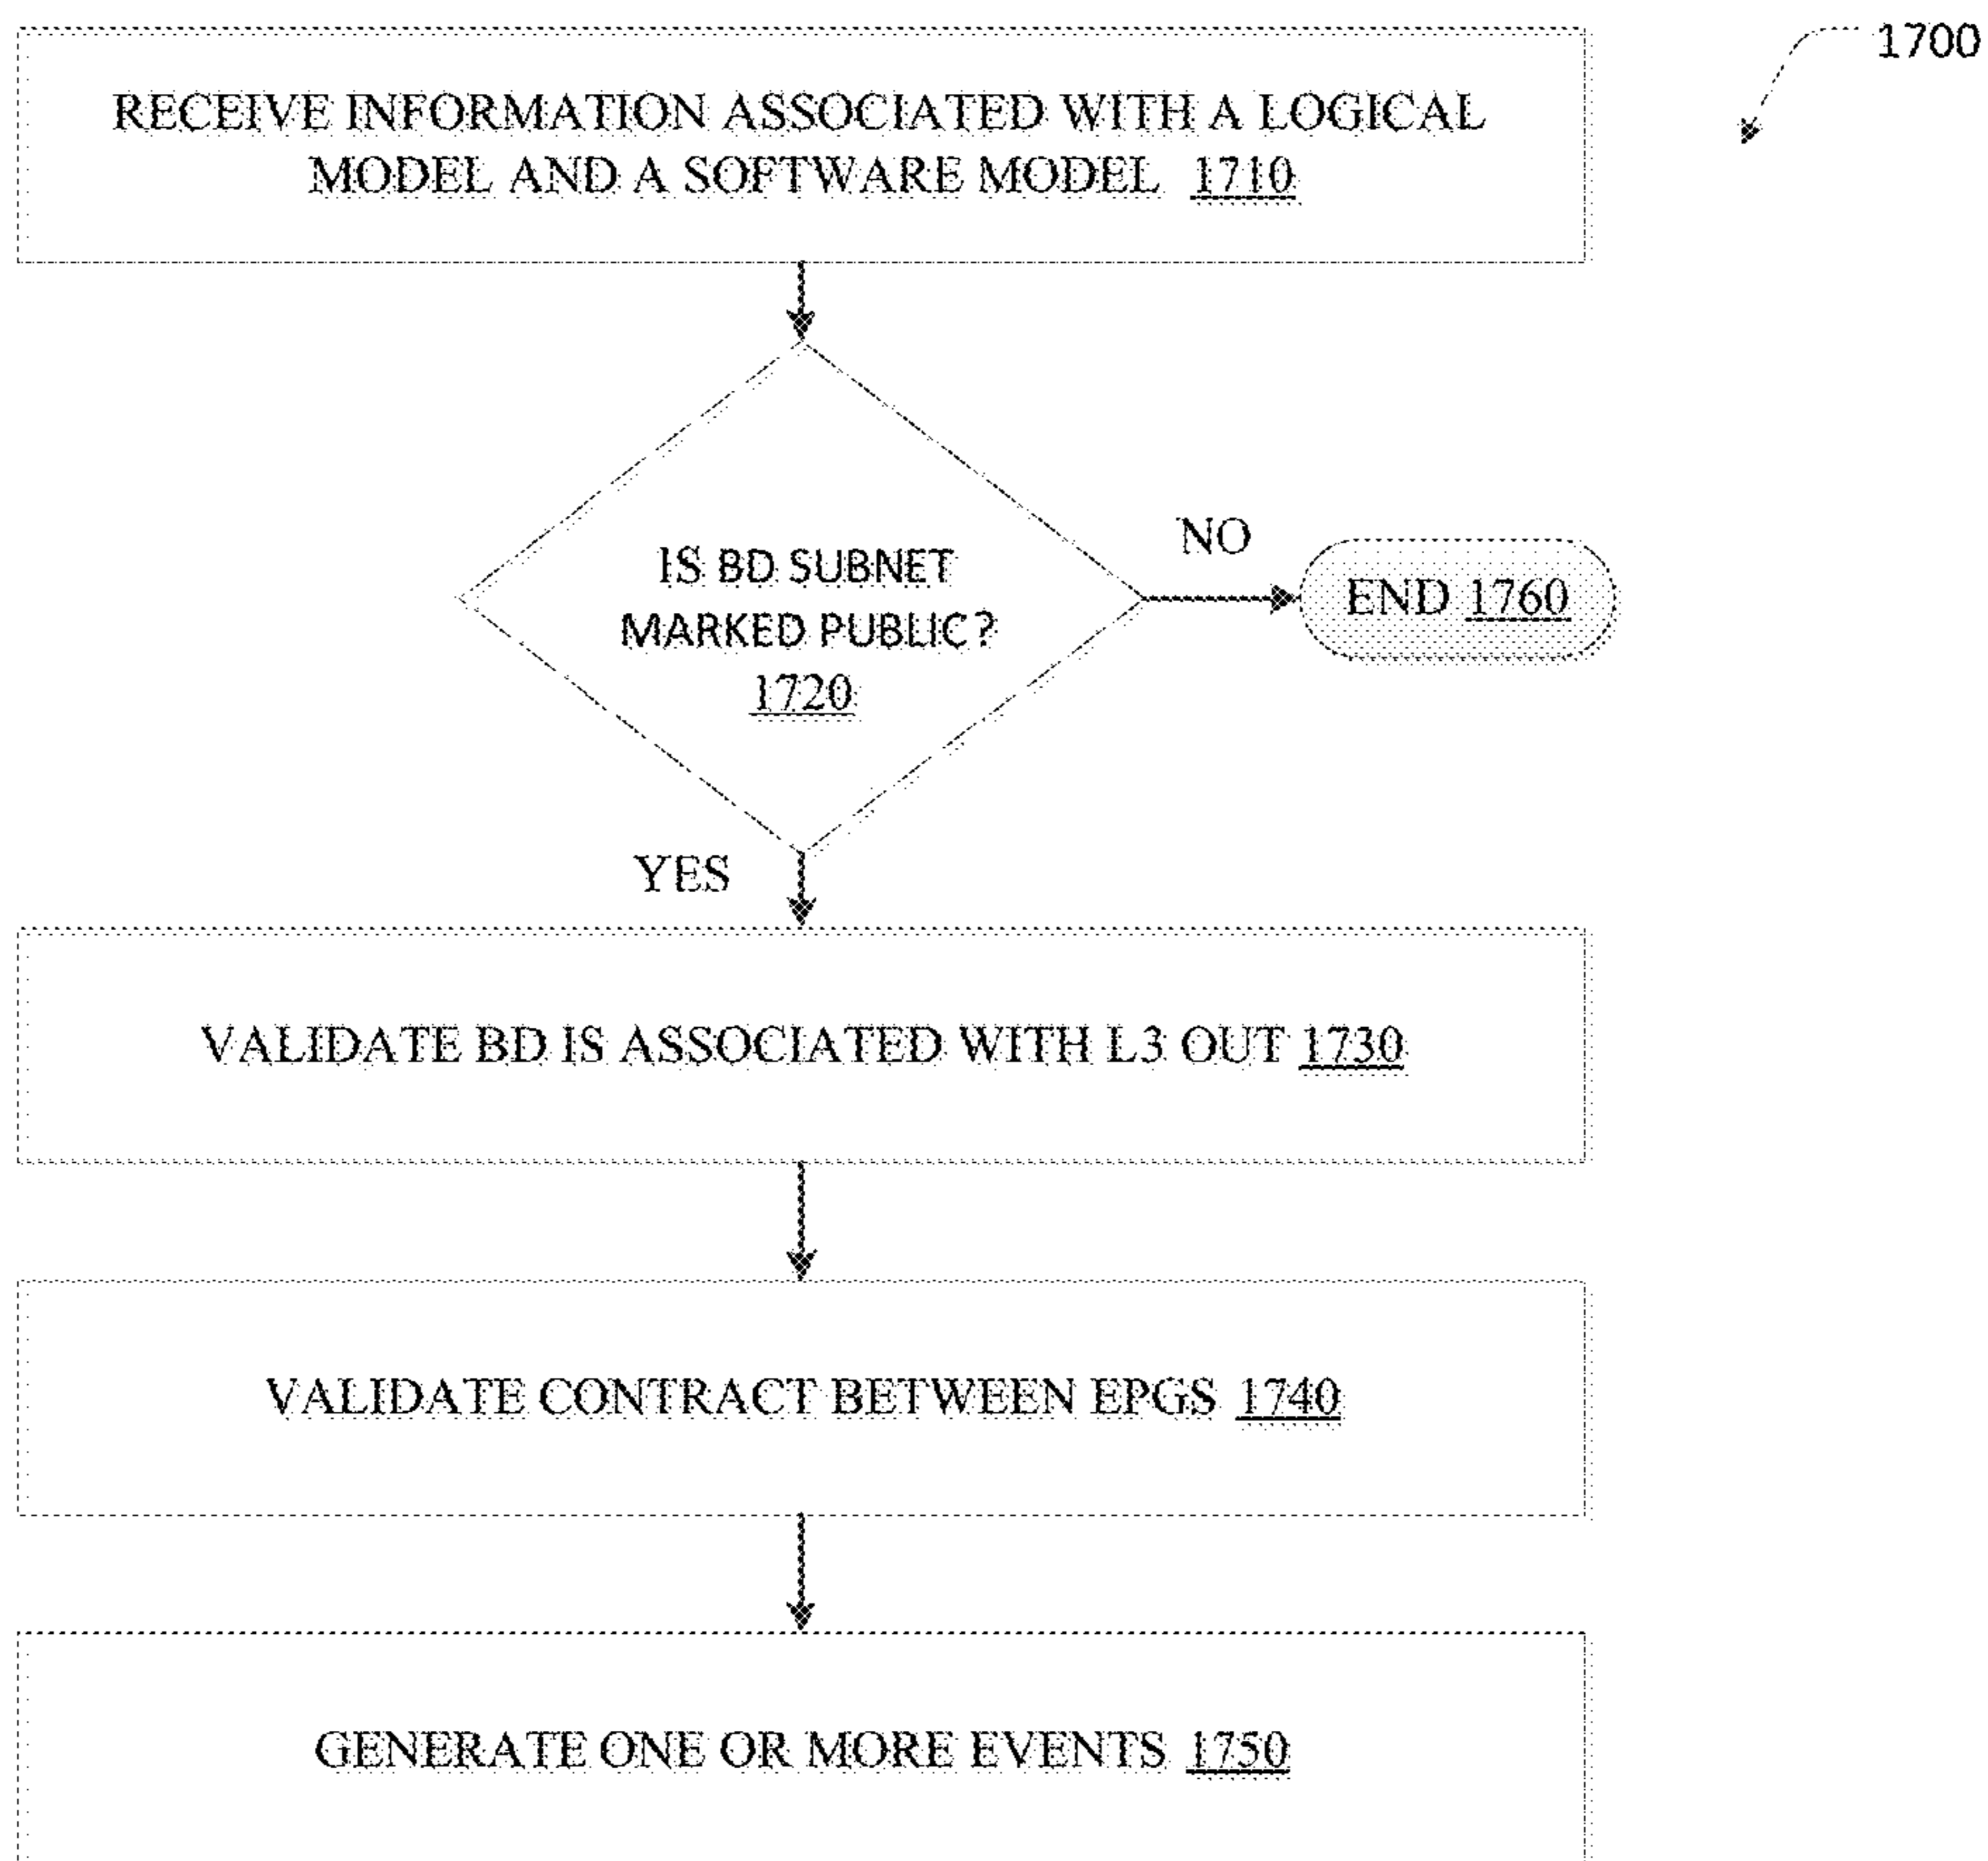 1700
RECEIVE INFORMATION ASSOCIATED WITH A LOGICAL
MODEL AND A SOFTWARE MODEL 1710
IS BD SUBNET
MARKED PUBLIC?
1720
NO
END 1760
YES
VALIDATE BD IS ASSOCIATED WITH L3 OUT 1730
VALIDATE CONTRACT BETWEEN EPGS 1740
GENERATE ONE OR MORE EVENTS 1750